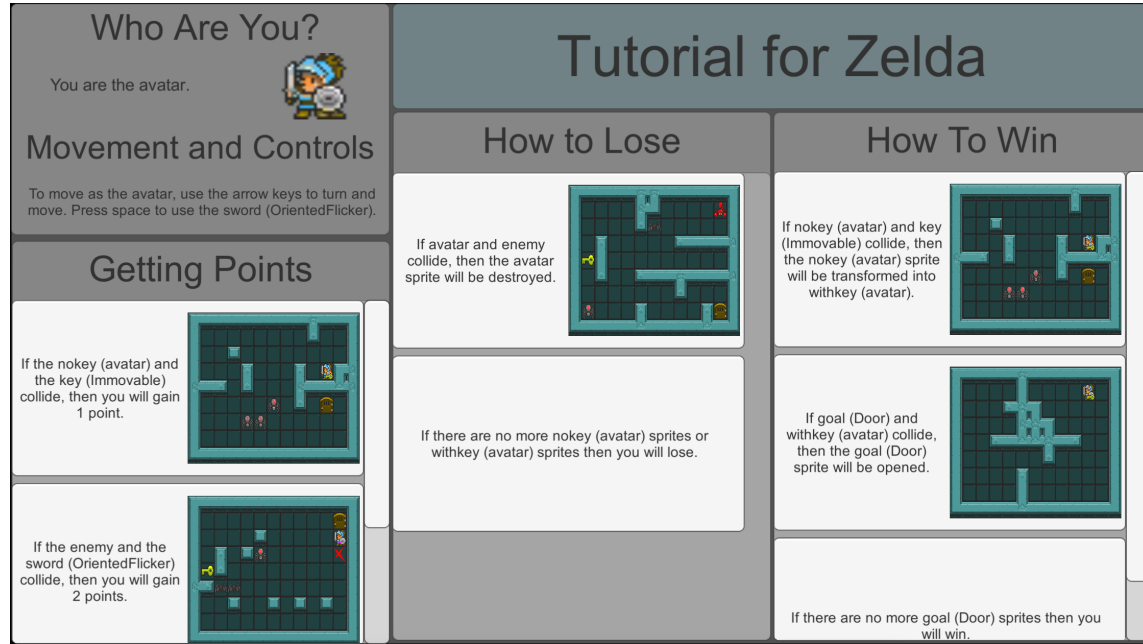 Who Are You?
You are the avatar.
Movement and Controls
To move as the avatar, use the arrow keys to turn and
move. Press space to use the sword (OrientedFlicker).
Getting Points
If the nokey (avatar) and
the key (Immovable)
collide, then you will gain
1 point.
If the enemy and the
sword (OrientedFlicker)
collide, then you will gain
2 points.
Tutorial for Zelda
How to Lose
If avatar and enemy
collide, then the avatar
sprite will be destroyed.
If there are no more nokey (avatar) sprites or
withkey (avatar) sprites then you will lose.
How To Win
If nokey (avatar) and key
(Immovable) collide, then
the nokey (avatar) sprite
will be transformed into
withkey (avatar).
If goal (Door) and
withkey (avatar) collide,
then the goal (Door)
sprite will be opened.
If there are no more goal (Door) sprites then you
will win.